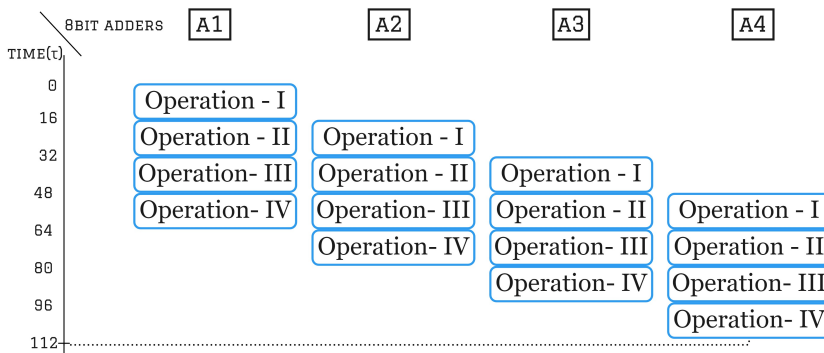 8BIT ADDERS A1 A2 A3 A4
TIME(τ)
0
Operation - I
16
Operation - II Operation - I
32
Operation- III Operation - II Operation - I
48
Operation- IV Operation- III Operation - II Operation - I
64
Operation- IV Operation- III Operation - II
80
Operation- IV Operation- III
96
Operation- IV
112